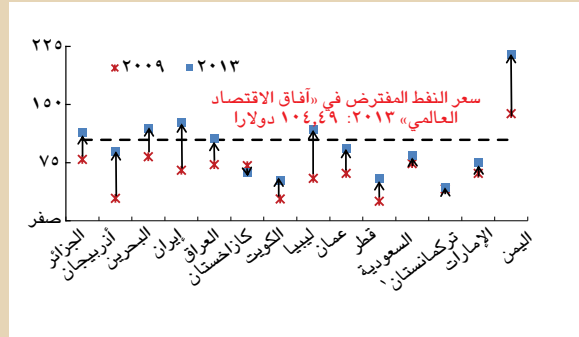 ٢٢٥
٢٠٠٩ ٢٠١٣
سعر النفط المفترض في «آفاق الاقتصاد
العالمي» ٢٠١٣: ١٠٤,٤٩ دولارا
١٥٠
٧٥
صفر
الجزائر
أذربيجان
البحرين
إيران
العراق
كازاخستان
الكويت
ليبيا
عمان
قطر
السعودية
تركمانستان¹
الإمارات
اليمن